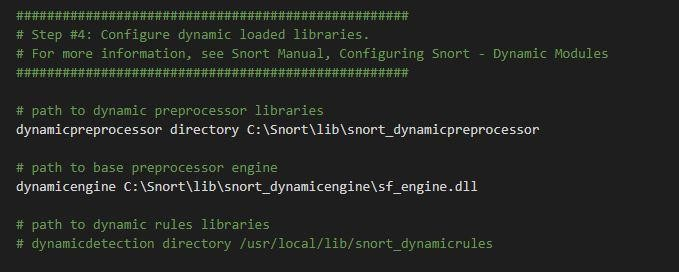 ###################################################
# Step #4: Configure dynamic loaded libraries.
# For more information, see Snort Manual, Configuring Snort - Dynamic Modules
###################################################
# path to dynamic preprocessor libraries
dynamicpreprocessor directory C:\Snort\lib\snort_dynamicpreprocessor
# path to base preprocessor engine
dynamicengine C:\Snort\lib\snort_dynamicengine\sf_engine.dll
# path to dynamic rules libraries
# dynamicdetection directory /usr/local/lib/snort_dynamicrules